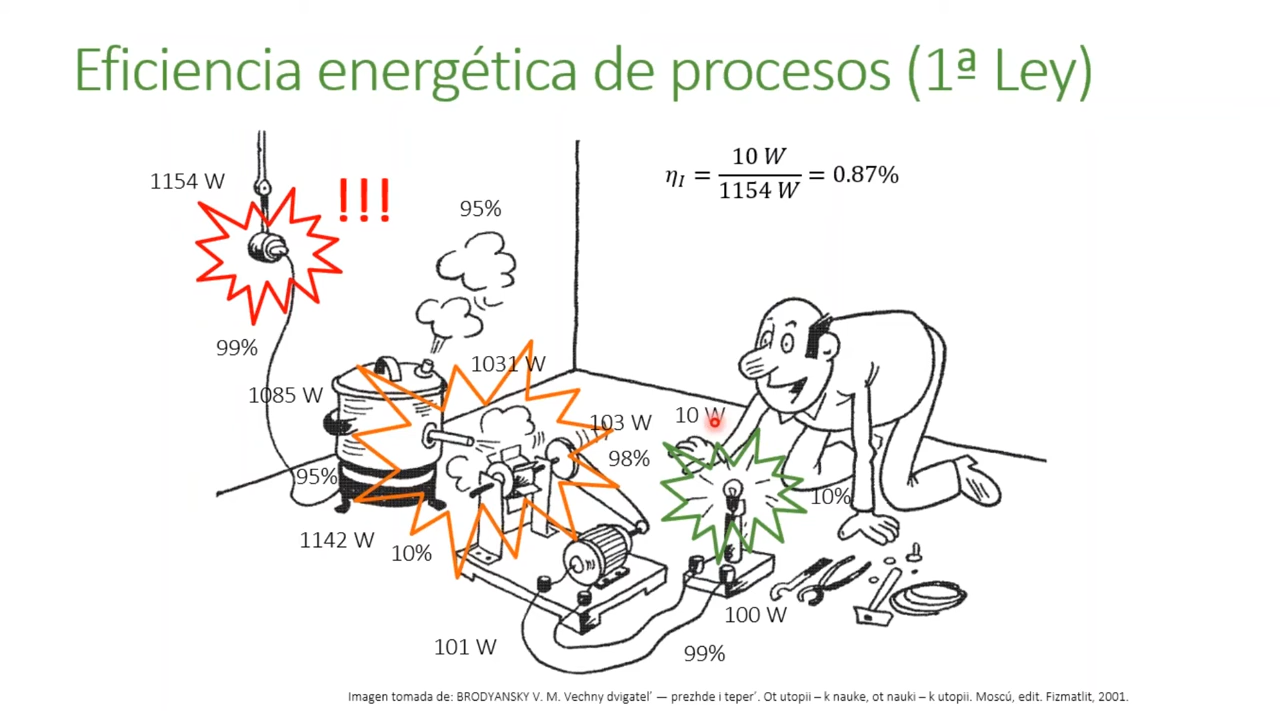 Eficiencia energética de procesos (1ª Ley)
1154 W
!!!
η_I = 10 W / 1154 W = 0.87%
95%
99%
1031 W
1085 W
103 W
10 W
98%
95%
10%
1142 W
10%
101 W
100 W
99%
Imagen tomada de: BRODYANSKY V. M. Vechny dvigatel’ — prezhde i teper´. Ot utopii – k nauke, ot nauki – k utopii. Moscú, edit. Fizmatlit, 2001.